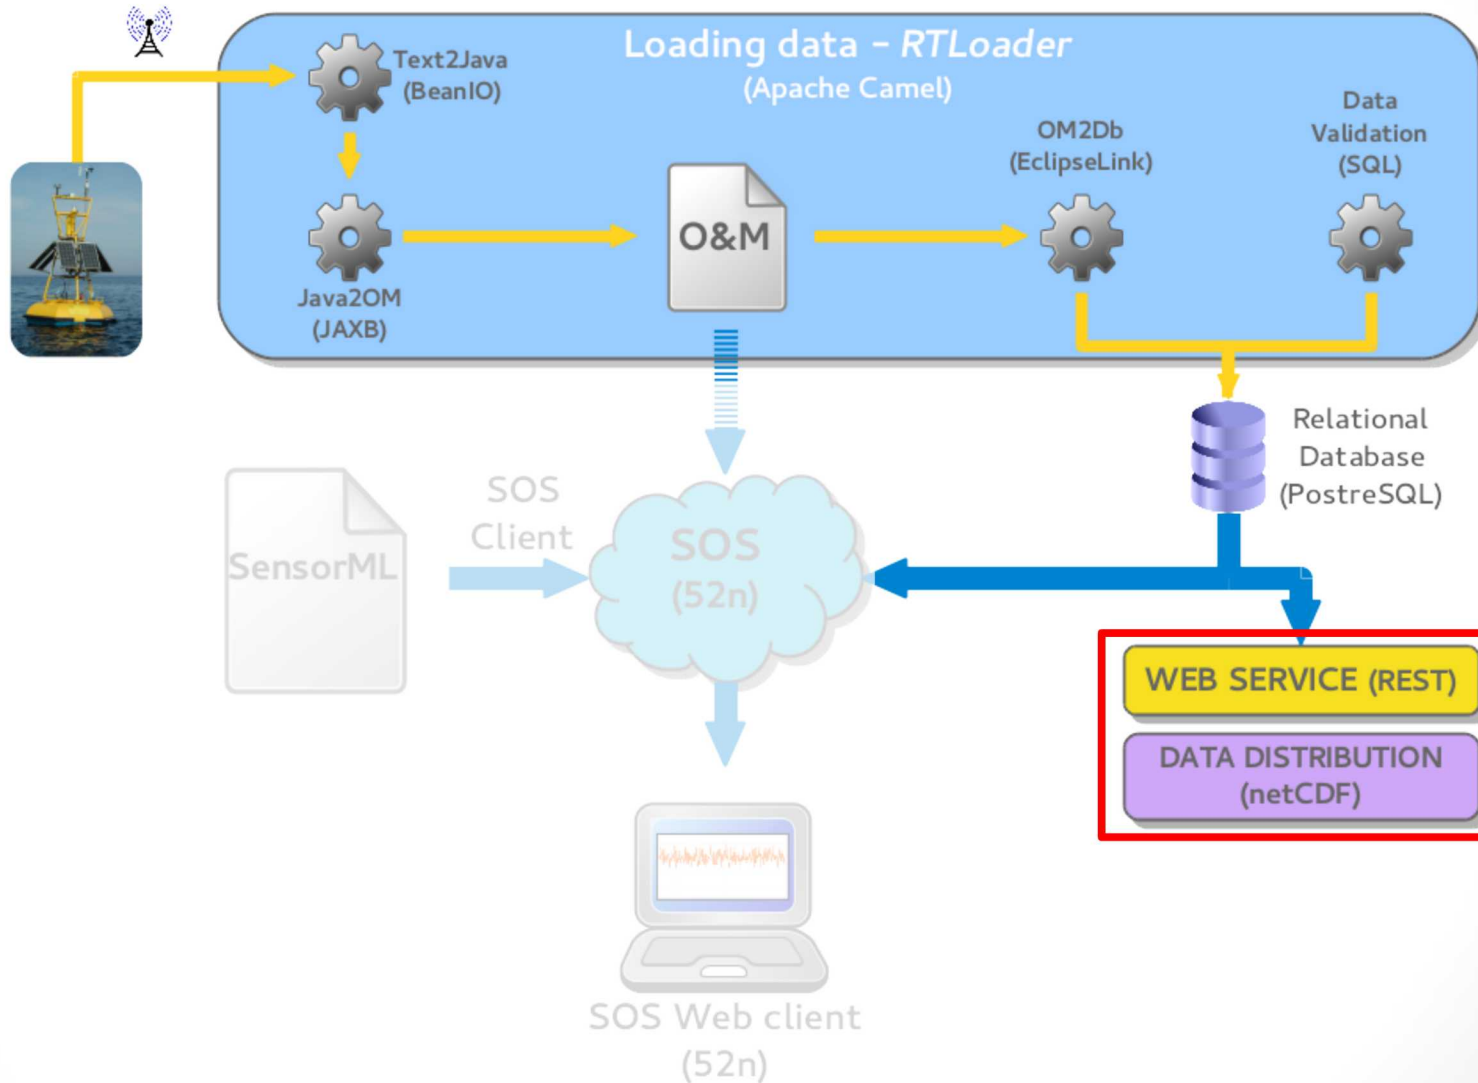 Loading data - RTLoader
(Apache Camel)
Text2Java
(BeanIO)
Java2OM
(JAXB)
O&M
OM2Db
(EclipseLink)
Data
Validation
(SQL)
Relational
Database
(PostreSQL)
SensorML
SOS
Client
SOS
(52n)
WEB SERVICE (REST)
DATA DISTRIBUTION
(netCDF)
SOS Web client
(52n)